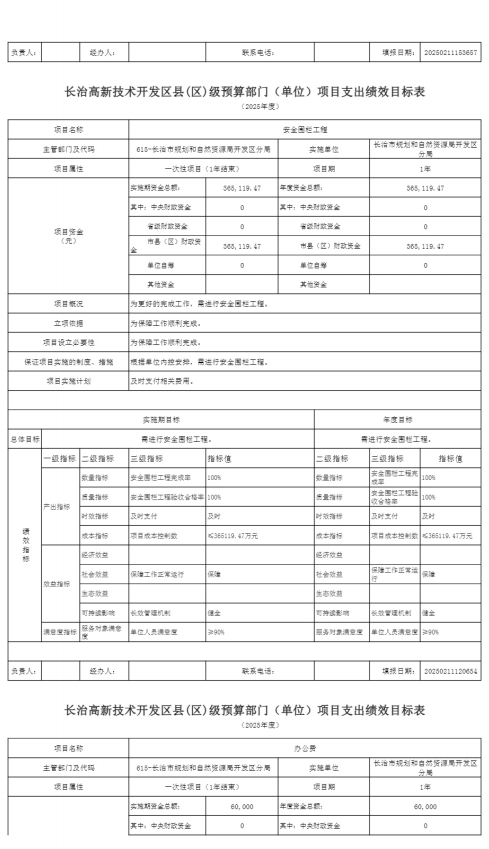 负责人： 经办人： 联系电话： 填报日期： 20250211153657
长治高新技术开发区县(区)级预算部门（单位）项目支出绩效目标表
（2025年度）
项目名称 安全围栏工程
主管部门及代码 615-长治市规划和自然资源局开发区分局 实施单位 长治市规划和自然资源局开发区
分局
项目属性 一次性项目（1年结束） 项目期 1年
项目资金
（元）
实施期资金总额： 365,119.47 年度资金总额： 365,119.47
其中：中央财政资金 0 其中：中央财政资金 0
省级财政资金 0 省级财政资金 0
市县（区）财政资
金 365,119.47 市县（区）财政资金 365,119.47
单位自筹 0 单位自筹 0
其他资金 其他资金
项目概况 为更好的完成工作，需进行安全围栏工程。
立项依据 为保障工作顺利完成。
项目设立必要性 为保障工作顺利完成。
保证项目实施的制度、措施 根据单位内控安排，需进行安全围栏工程。
项目实施计划 及时支付相关费用。
实施期目标 年度目标
总体目标 需进行安全围栏工程。 需进行安全围栏工程。
绩
效
指
标
一级指标 二级指标 三级指标 指标值 二级指标 三级指标 指标值
产出指标
数量指标 安全围栏工程完成率 100% 数量指标 安全围栏工程完
成率 100%
质量指标 安全围栏工程验收合格率 100% 质量指标 安全围栏工程验
收合格率 100%
时效指标 及时支付 及时 时效指标 及时支付 及时
成本指标 项目成本控制数 ≤365119.47万元 成本指标 项目成本控制数 ≤365119.47万元
效益指标
经济效益 经济效益
社会效益 保障工作正常运行 保障 社会效益 保障工作正常运
行 保障
生态效益 生态效益
可持续影响 长效管理机制 健全 可持续影响 长效管理机制 健全
满意度指标 服务对象满意
度 单位人员满意度 ≥90% 服务对象满意度 单位人员满意度 ≥90%
负责人： 经办人： 联系电话： 填报日期： 20250211120654
长治高新技术开发区县(区)级预算部门（单位）项目支出绩效目标表
（2025年度）
项目名称 办公费
主管部门及代码 615-长治市规划和自然资源局开发区分局 实施单位 长治市规划和自然资源局开发区
分局
项目属性 一次性项目（1年结束） 项目期 1年
实施期资金总额： 60,000 年度资金总额： 60,000
其中：中央财政资金 0 其中：中央财政资金 0